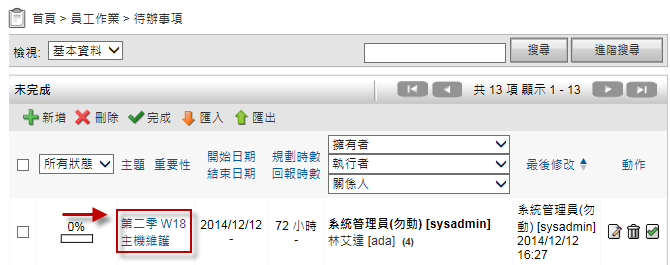 首頁 > 員工作業 > 待辦事項
檢視: 基本資料 搜尋 進階搜尋
未完成 共 13 項 顯示 1 - 13
新增 刪除 完成 匯入 匯出
所有狀態 主題 重要性 開始日期 規劃時數 擁有者 最後修改 動作
結束日期 回報時數 執行者
關係人
0% 第二季 W18 2014/12/12 72 小時 系統管理員(勿動) [sysadmin] 系統管理員(勿
主機維護 - - 林艾達 [ada] (4) 動) [sysadmin]
2014/12/12
16:27